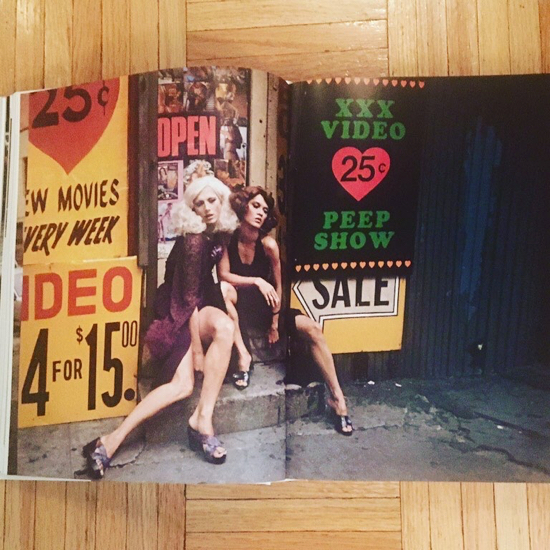 25¢
EW MOVIES
VERY WEEK
IDEO
4 FOR $15.00
OPEN
XXX
VIDEO
25¢
PEEP
SHOW
SALE